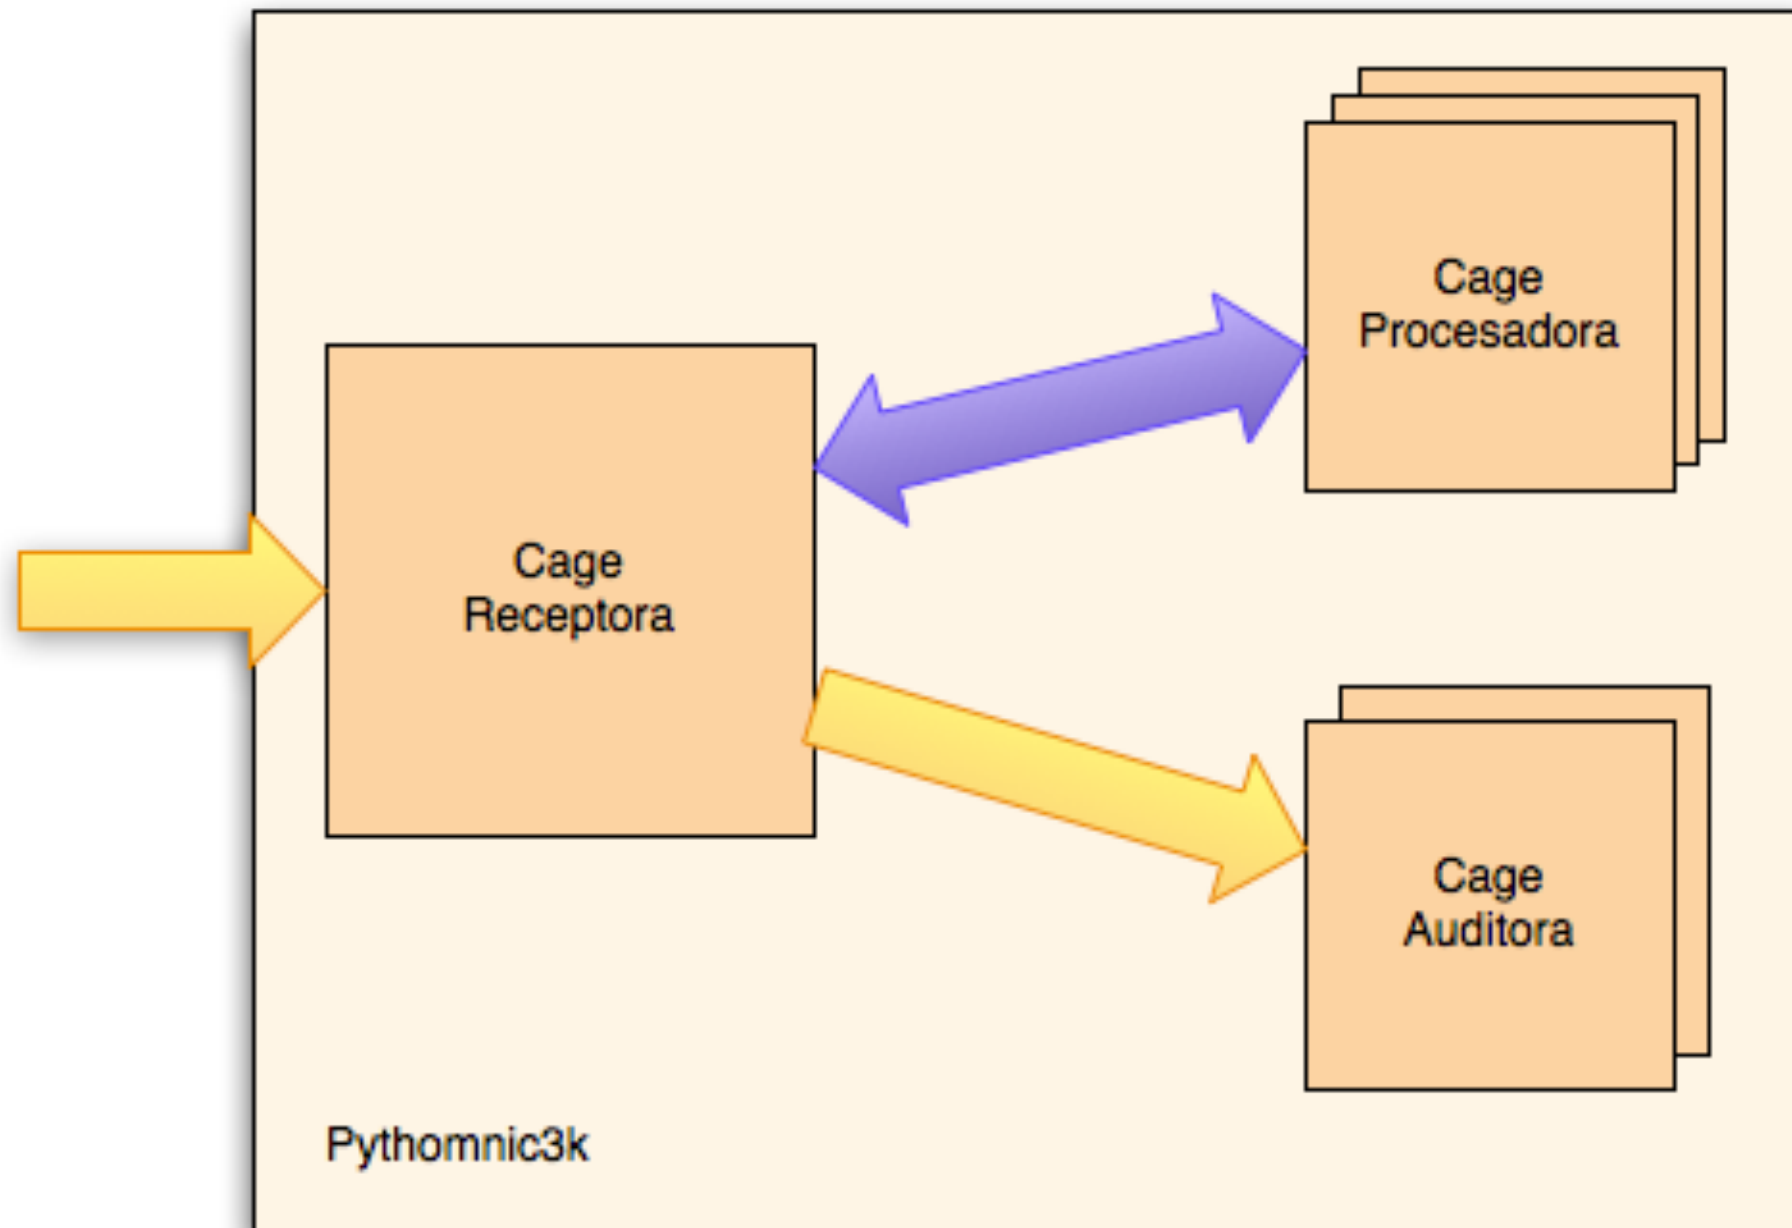 Cage
Procesadora
Cage
Receptora
Cage
Auditora
Pythomnic3k